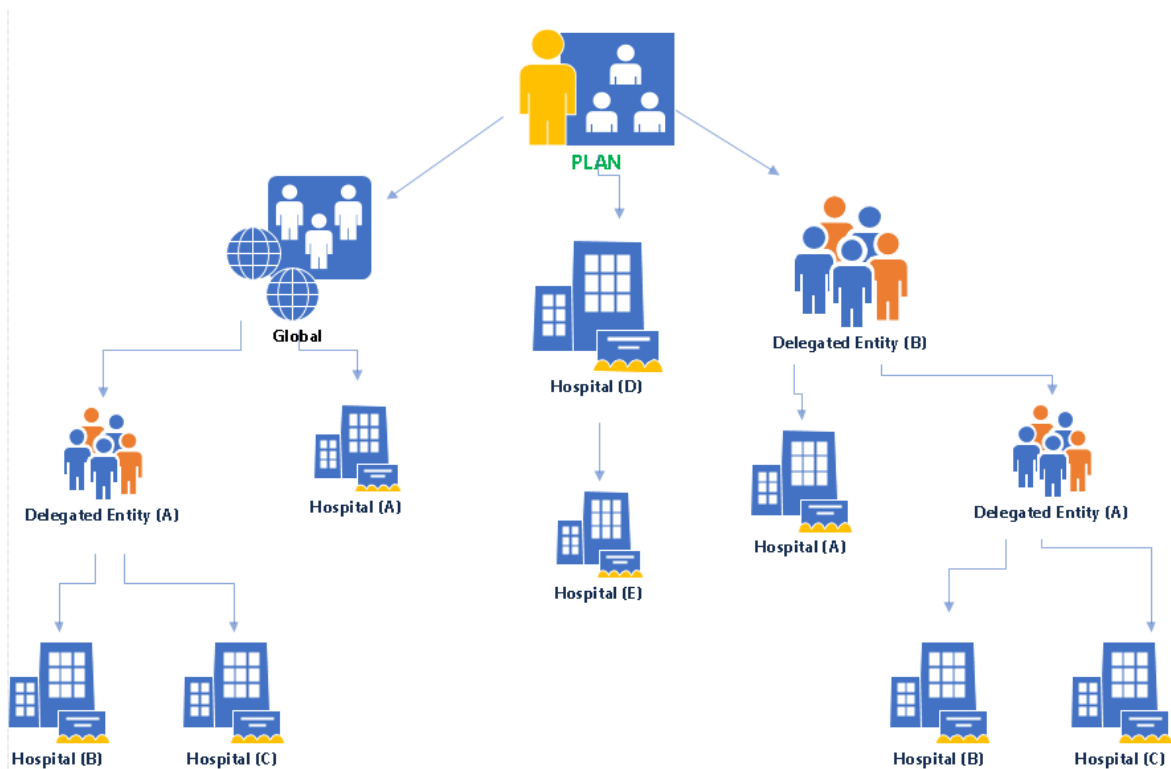 PLAN
Global
Delegated Entity (B)
Hospital (D)
Delegated Entity (A)
Hospital (A)
Hospital (A)
Delegated Entity (A)
Hospital (E)
Hospital (B)
Hospital (C)
Hospital (B)
Hospital (C)